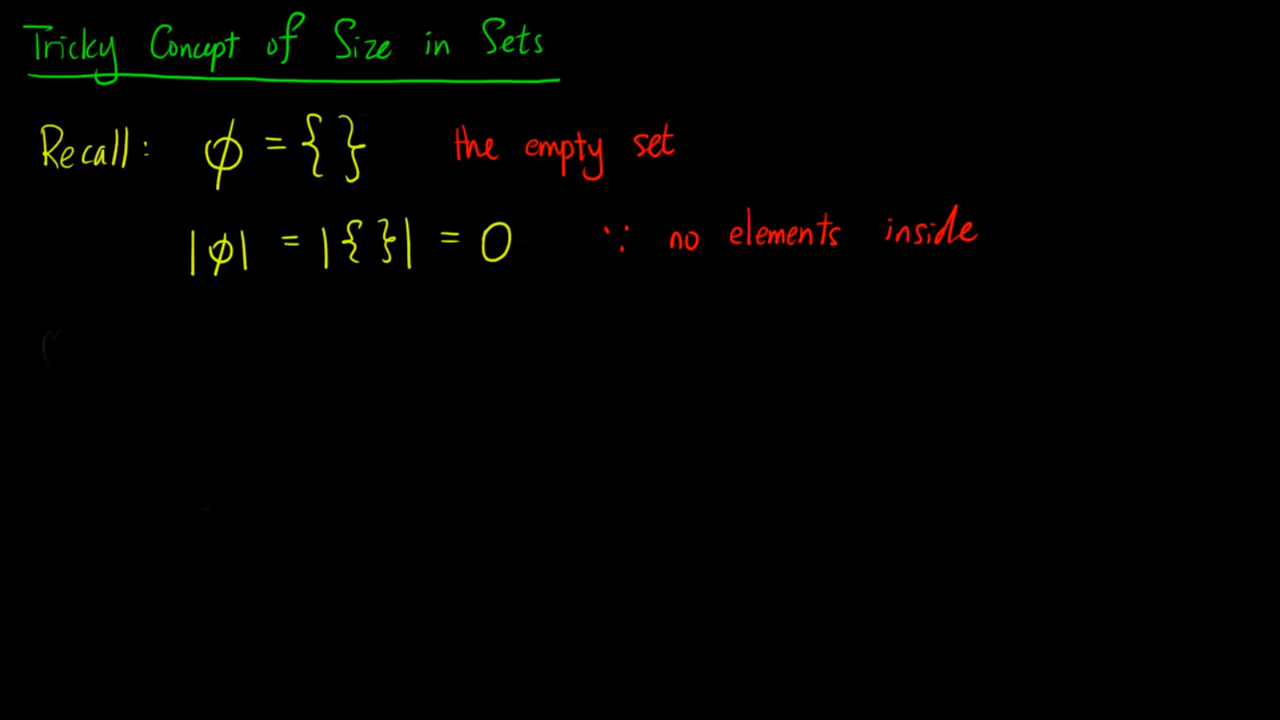 Tricky Concept of Size in Sets
Recall: ϕ = { } the empty set
|ϕ| = |{ }| = 0 ∵ no elements inside